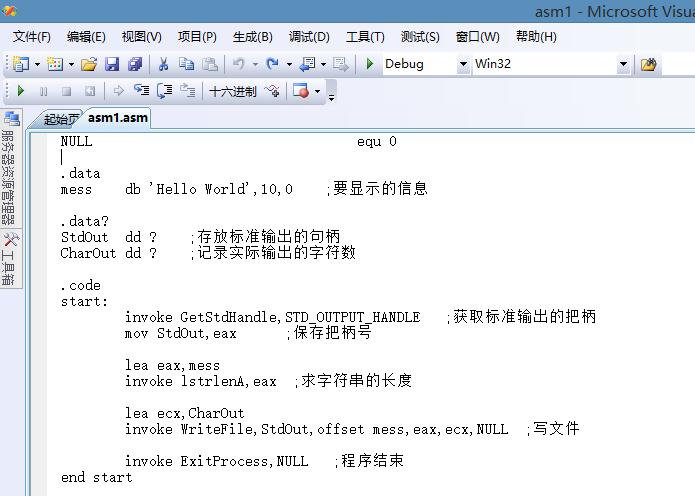 asm1 - Microsoft Visu
文件(F) 编辑(E) 视图(V) 项目(P) 生成(B) 调试(D) 工具(T) 测试(S) 窗口(W) 帮助(H)
Debug Win32
十六进制
起始页 asm1.asm
服务器资源管理器
工具箱
NULL equ 0
.data
mess db 'Hello World',10,0 ;要显示的信息
.data?
StdOut dd ? ;存放标准输出的句柄
CharOut dd ? ;记录实际输出的字符数
.code
start:
invoke GetStdHandle,STD_OUTPUT_HANDLE ;获取标准输出的把柄
mov StdOut,eax ;保存把柄号
lea eax,mess
invoke lstrlenA,eax ;求字符串的长度
lea ecx,CharOut
invoke WriteFile,StdOut,offset mess,eax,ecx,NULL ;写文件
invoke ExitProcess,NULL ;程序结束
end start